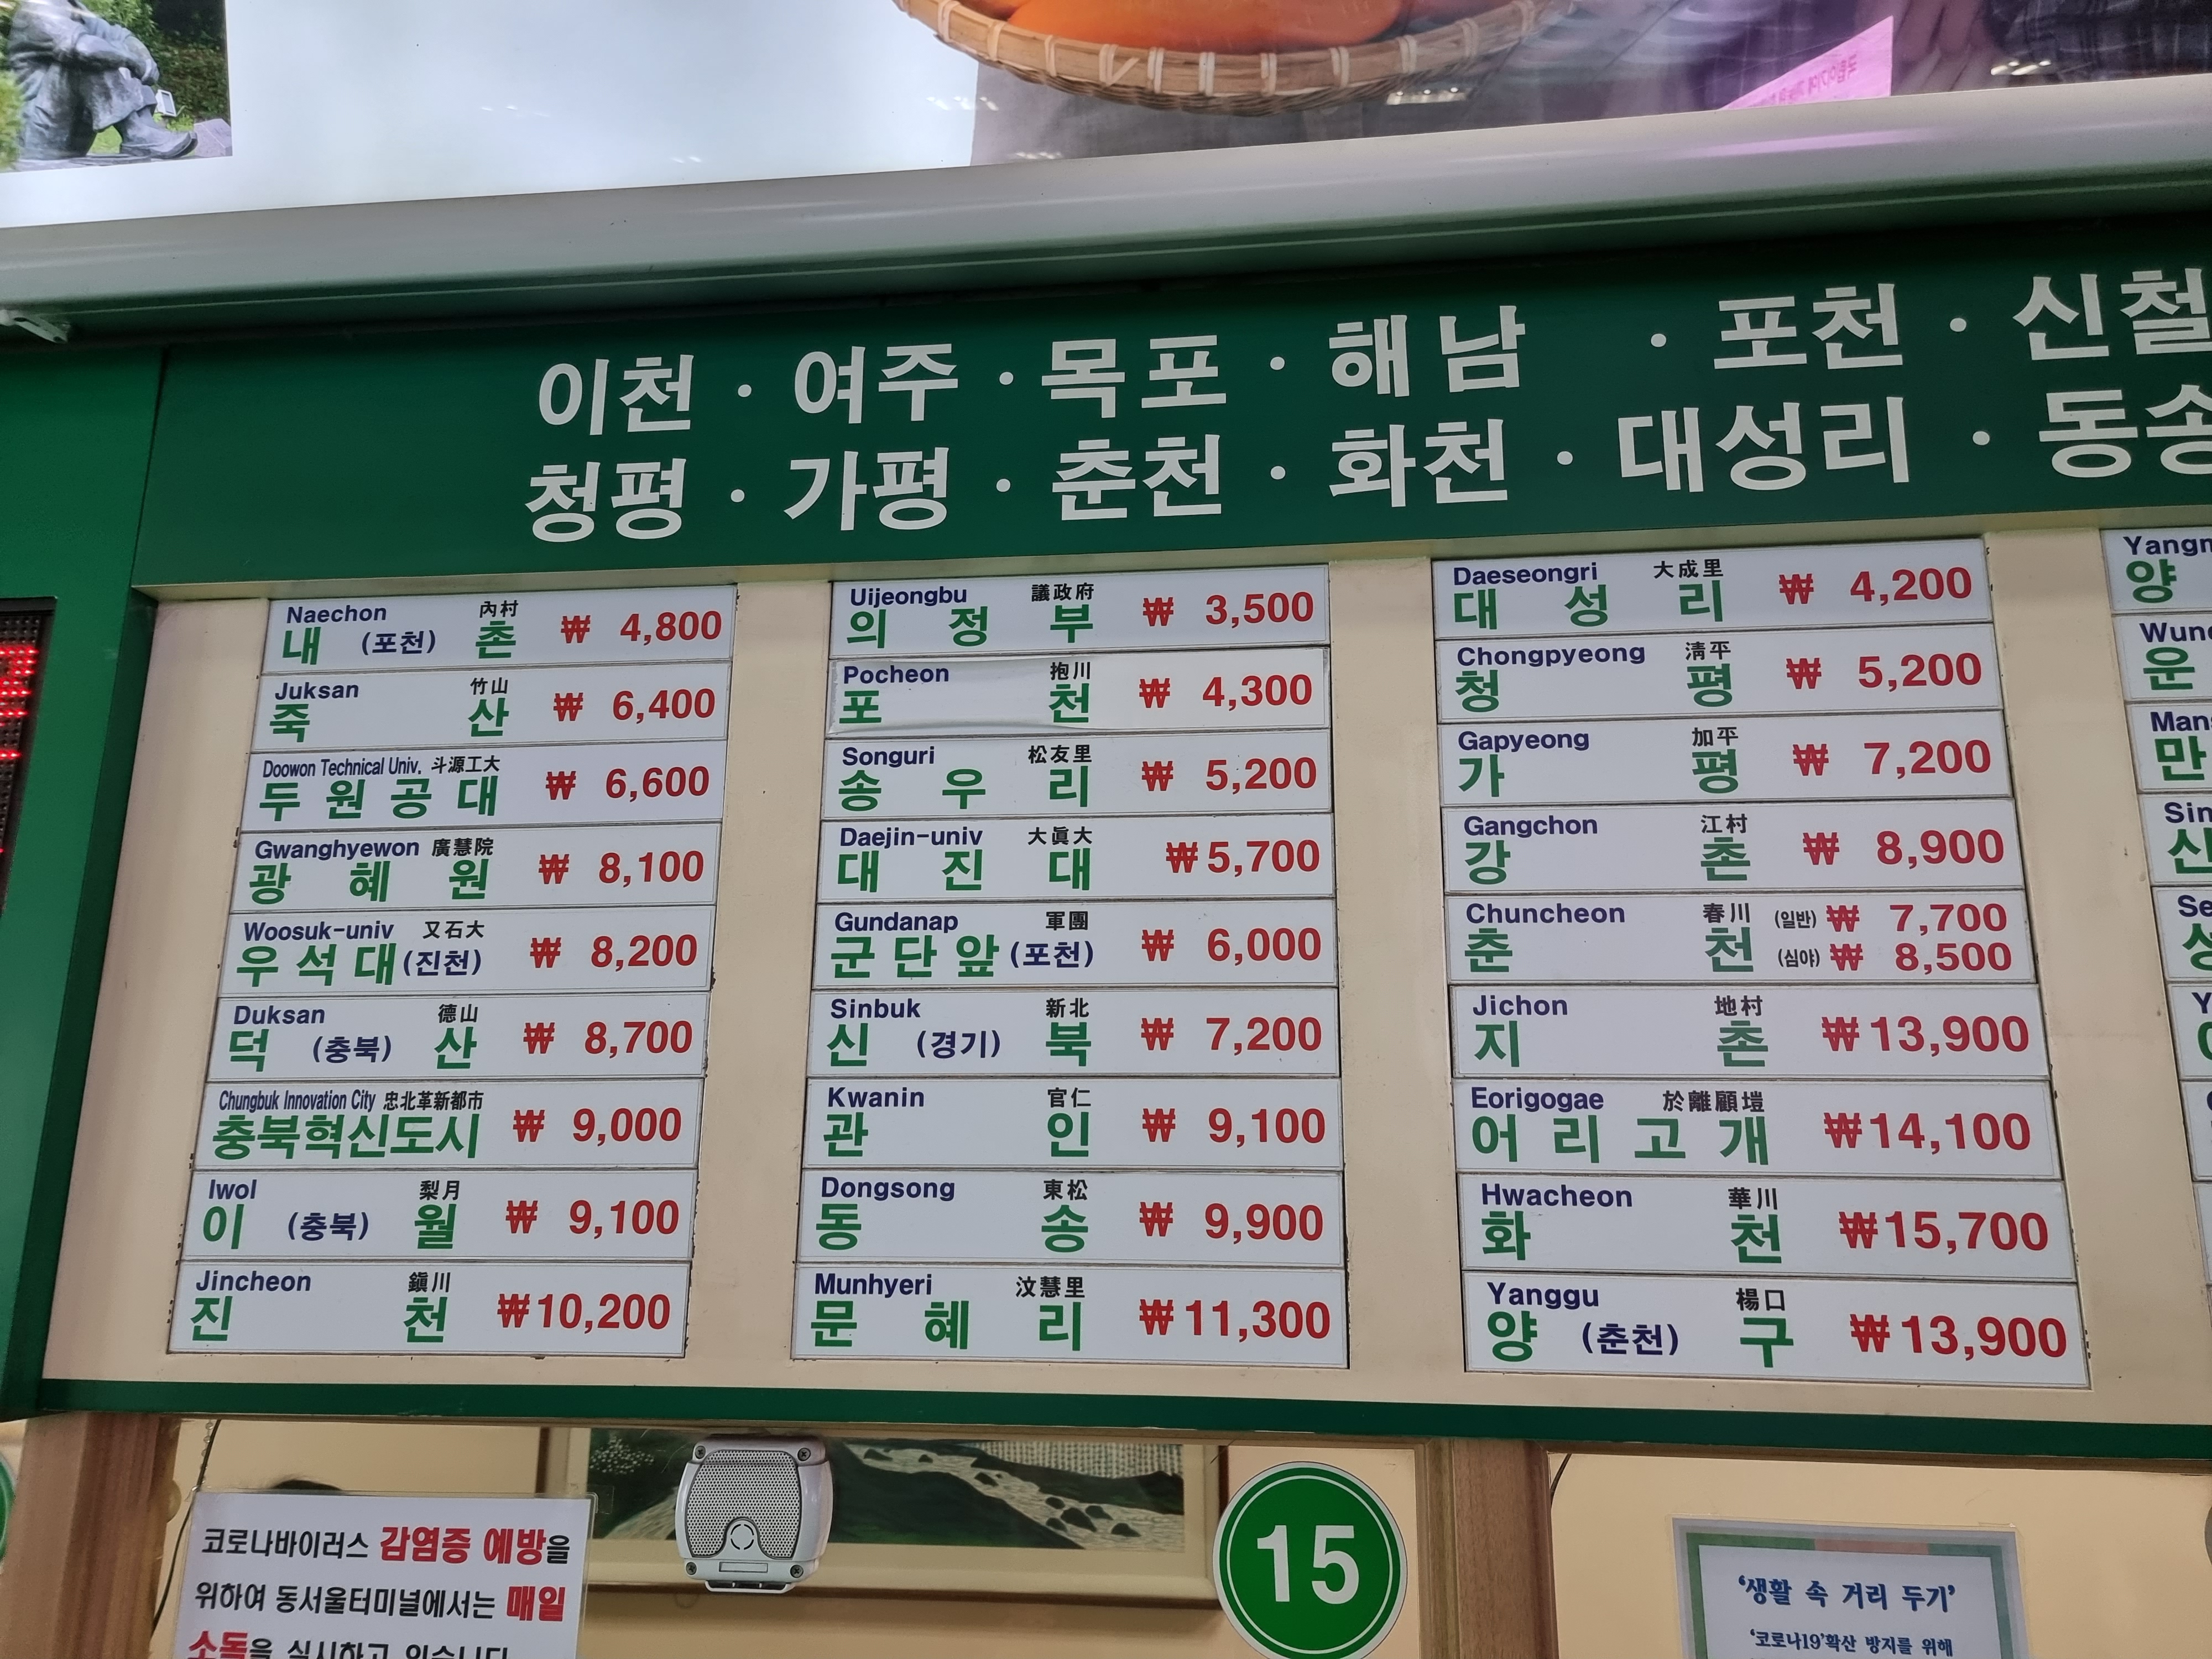 이천 · 여주 · 목포 · 해남 · 포천 · 신철
청평 · 가평 · 춘천 · 화천 · 대성리 · 동송
Naechon 內村
내 (포천) 촌 ₩ 4,800
Juksan 竹山
죽 산 ₩ 6,400
Doowon Technical Univ. 斗源工大
두 원 공 대 ₩ 6,600
Gwanghyewon 廣慧院
광 혜 원 ₩ 8,100
Woosuk-univ 又石大
우 석 대 (진천) ₩ 8,200
Duksan 德山
덕 (충북) 산 ₩ 8,700
Chungbuk Innovation City 忠北革新都市
충북혁신도시 ₩ 9,000
Iwol 梨月
이 (충북) 월 ₩ 9,100
Jincheon 鎭川
진 천 ₩10,200
Uijeongbu 議政府
의 정 부 ₩ 3,500
Pocheon 抱川
포 천 ₩ 4,300
Songuri 松友里
송 우 리 ₩ 5,200
Daejin-univ 大眞大
대 진 대 ₩5,700
Gundanap 軍團
군 단 앞 (포천) ₩ 6,000
Sinbuk 新北
신 (경기) 북 ₩ 7,200
Kwanin 官仁
관 인 ₩ 9,100
Dongsong 東松
동 송 ₩ 9,900
Munhyeri 汶慧里
문 혜 리 ₩11,300
Daeseongri 大成里
대 성 리 ₩ 4,200
Chongpyeong 淸平
청 평 ₩ 5,200
Gapyeong 加平
가 평 ₩ 7,200
Gangchon 江村
강 촌 ₩ 8,900
Chuncheon 春川 (일반) ₩ 7,700
춘 천 (심야) ₩ 8,500
Jichon 地村
지 촌 ₩13,900
Eorigogae 於離顧塏
어 리 고 개 ₩14,100
Hwacheon 華川
화 천 ₩15,700
Yanggu 楊口
양 (춘천) 구 ₩13,900
양
운
만
15
코로나바이러스 감염증 예방을
위하여 동서울터미널에서는 매일
소독을 실시하고 있습니다
'생활 속 거리 두기'
'코로나19'확산 방지를 위해